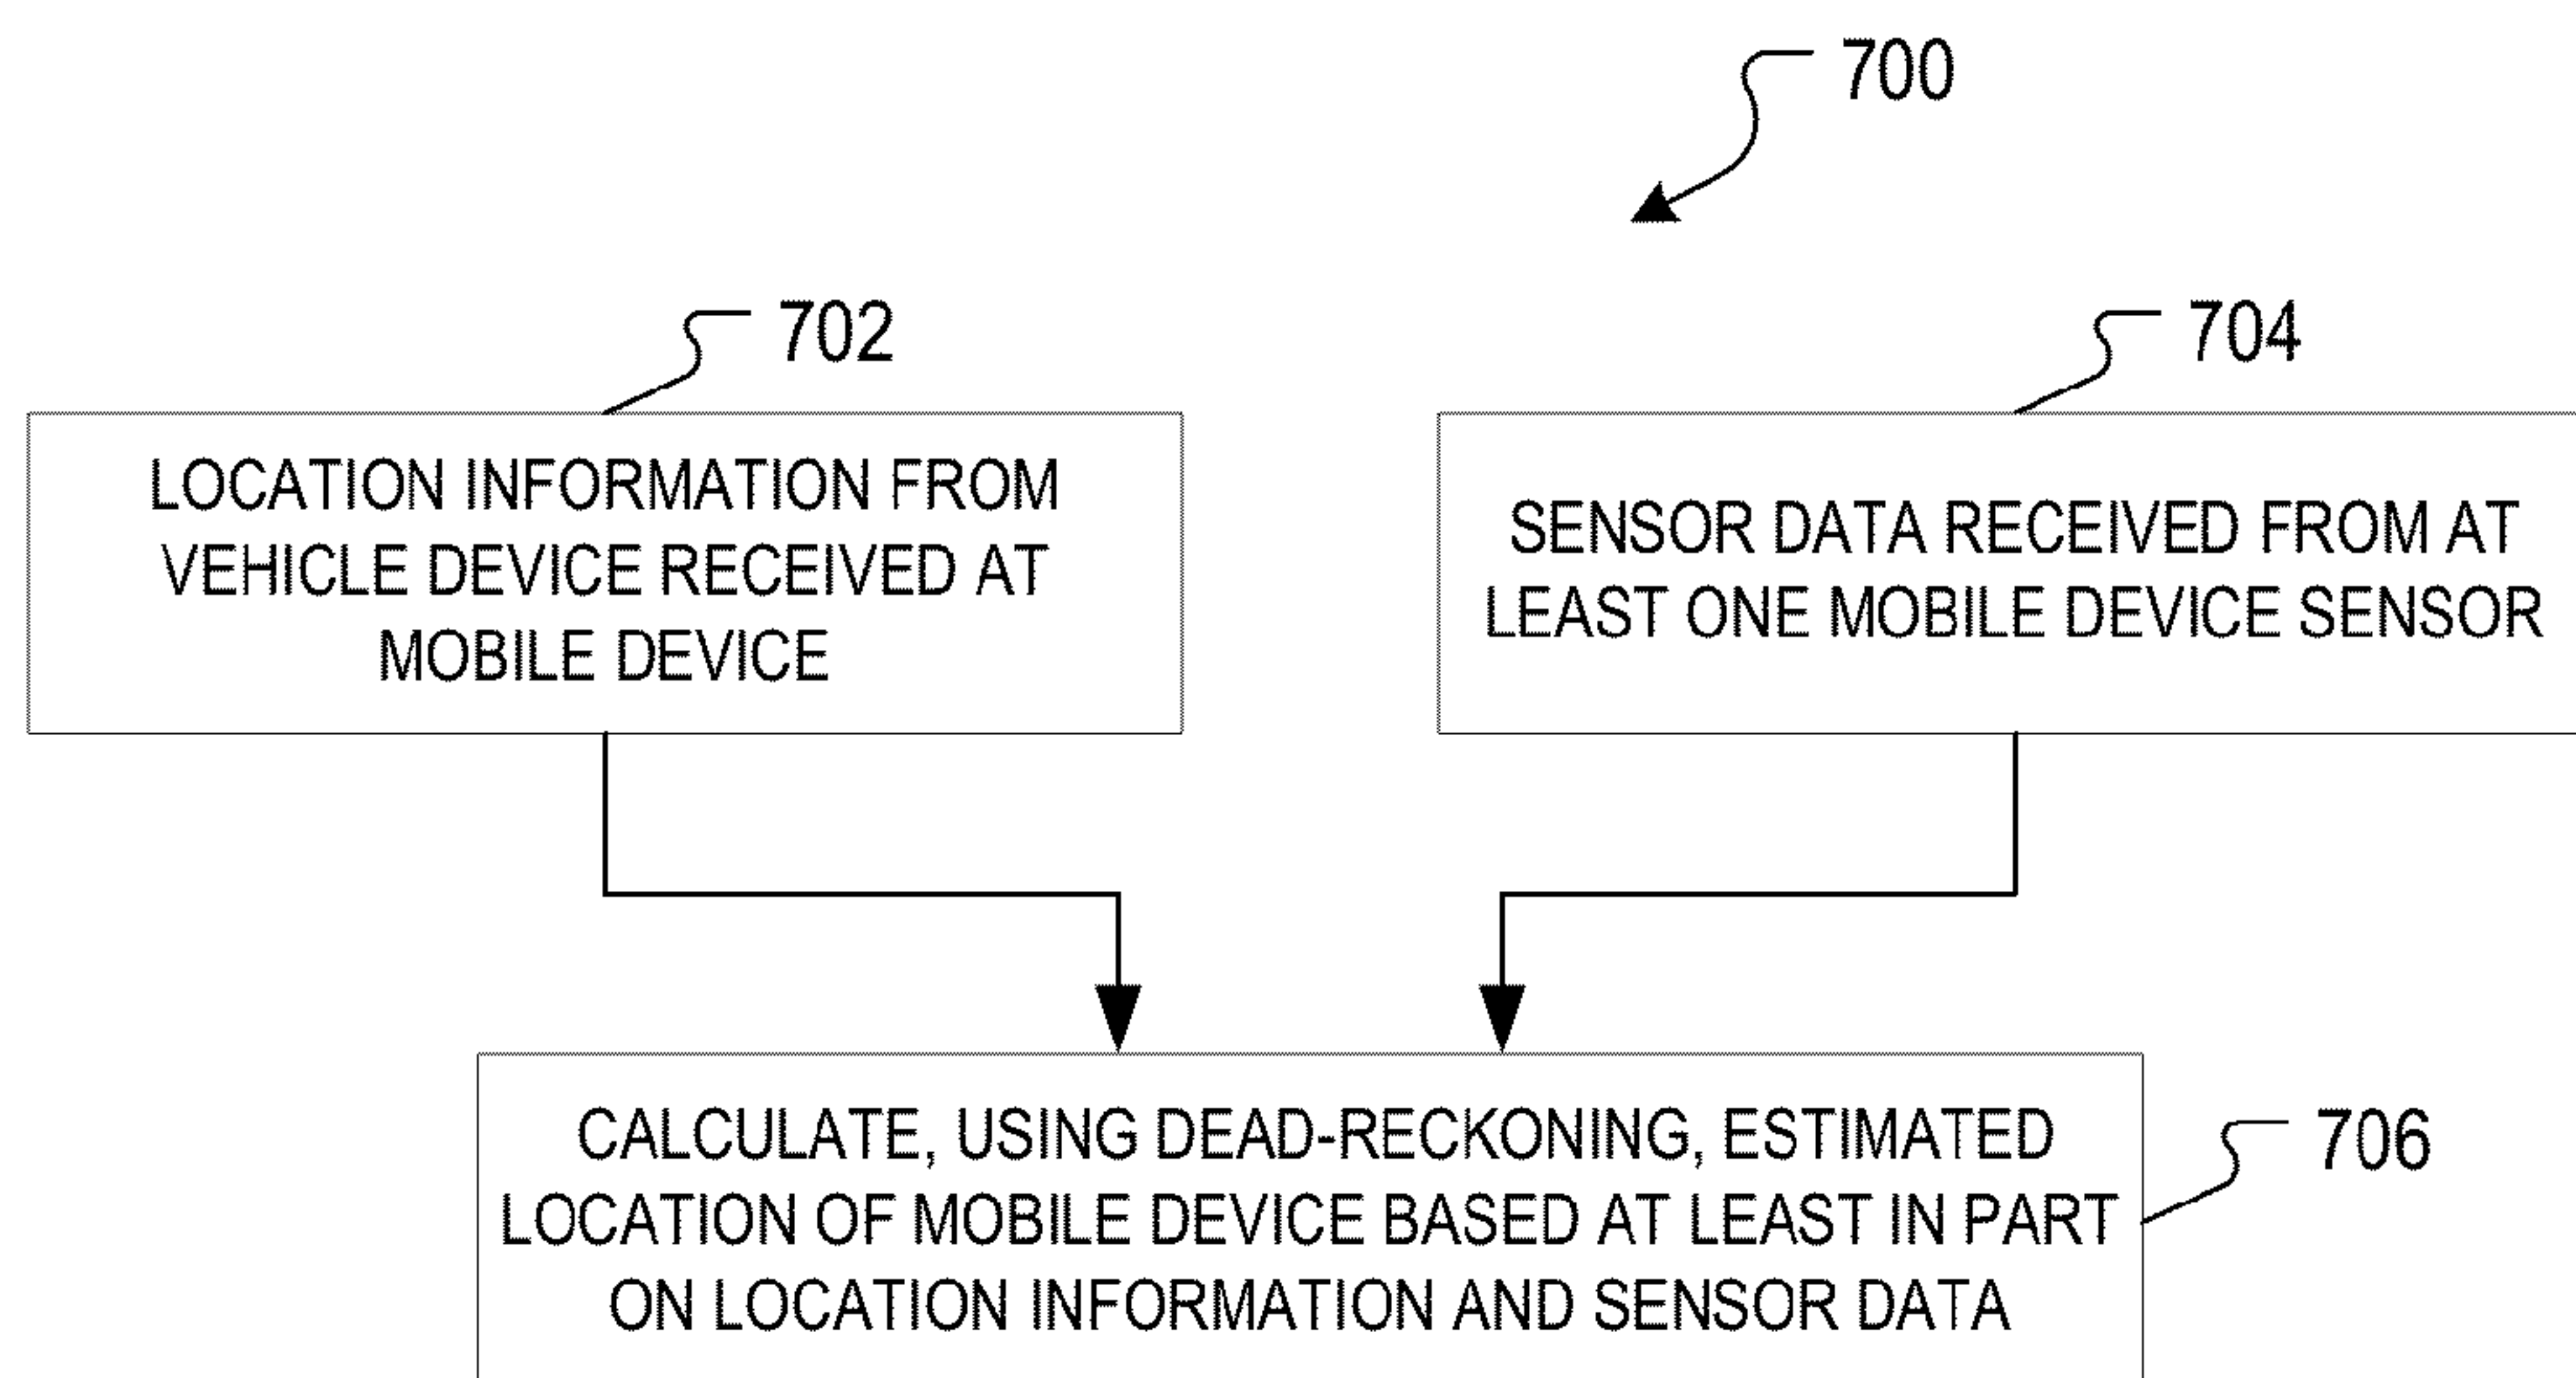 700
702
704
LOCATION INFORMATION FROM
VEHICLE DEVICE RECEIVED AT
MOBILE DEVICE
SENSOR DATA RECEIVED FROM AT
LEAST ONE MOBILE DEVICE SENSOR
CALCULATE, USING DEAD-RECKONING, ESTIMATED
LOCATION OF MOBILE DEVICE BASED AT LEAST IN PART
ON LOCATION INFORMATION AND SENSOR DATA
706